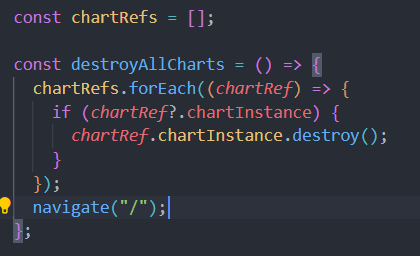 const chartRefs = [];
const destroyAllCharts = () => {
chartRefs.forEach((chartRef) => {
if (chartRef?.chartInstance) {
chartRef.chartInstance.destroy();
}
});
navigate("/");
};